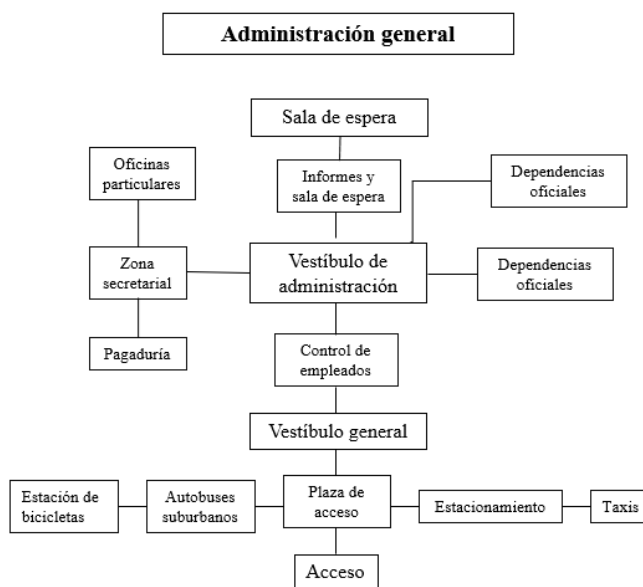 Administración general
Sala de espera
Oficinas
particulares
Informes y
sala de espera
Dependencias
oficiales
Zona
secretarial
Vestíbulo de
administración
Dependencias
oficiales
Pagaduría
Control de
empleados
Vestíbulo general
Estación de
bicicletas
Autobuses
suburbanos
Plaza de
acceso
Estacionamiento
Taxis
Acceso